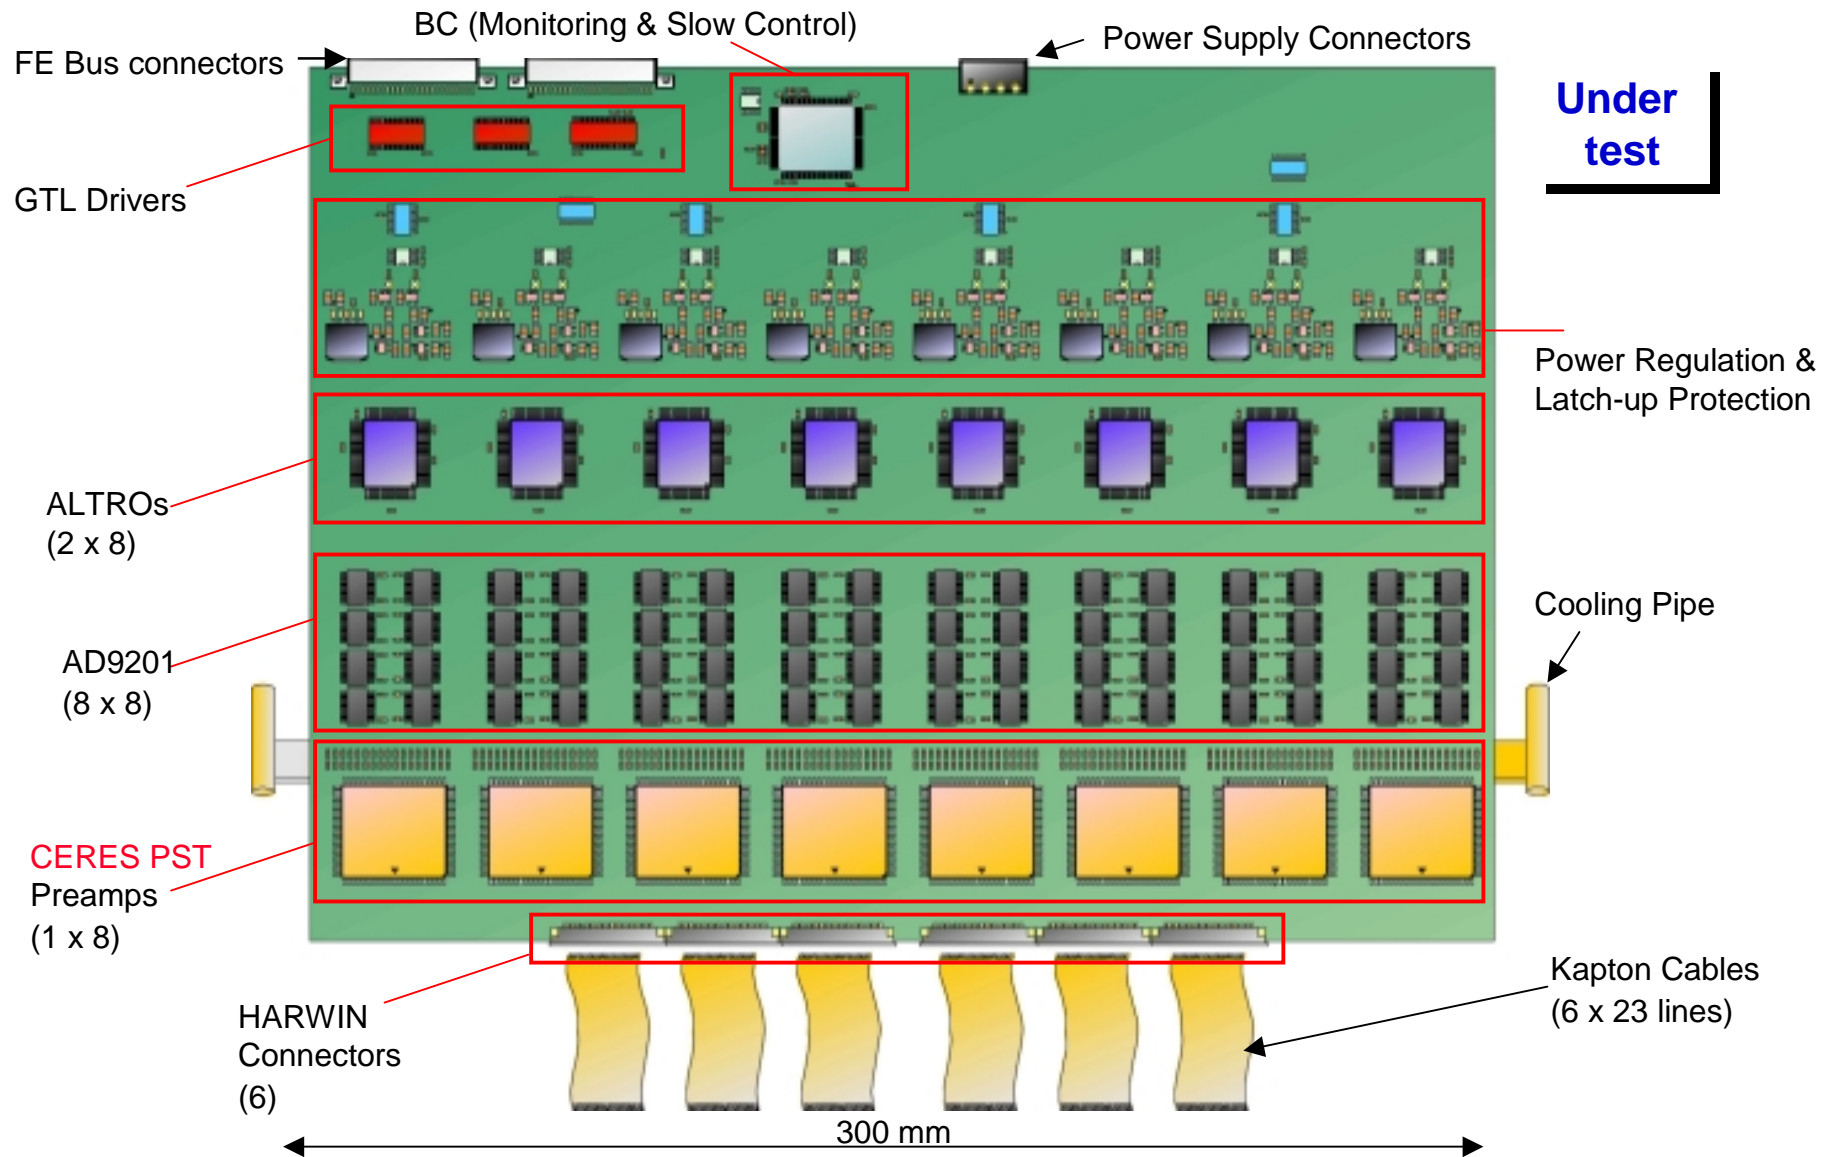 BC (Monitoring & Slow Control)
FE Bus connectors
Power Supply Connectors
Under
test
GTL Drivers
Power Regulation &
Latch-up Protection
ALTROs
(2 x 8)
Cooling Pipe
AD9201
(8 x 8)
CERES PST
Preamps
(1 x 8)
Kapton Cables
(6 x 23 lines)
HARWIN
Connectors
(6)
300 mm